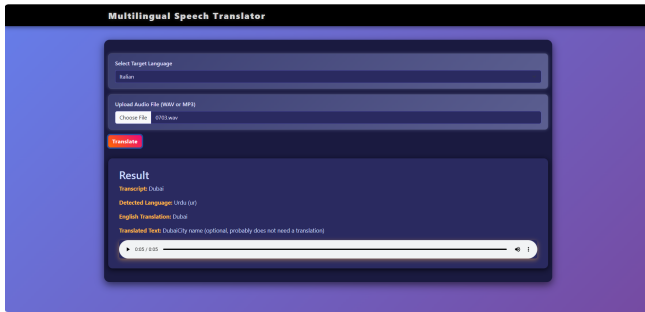 Multilingual Speech Translator
Select Target Language
Italian
Upload Audio File (WAV or MP3)
Choose File 0703.wav
Translate
Result
Transcript: Dubai
Detected Language: Urdu (ur)
English Translation: Dubai
Translated Text: DubaiCity name (optional, probably does not need a translation)
0:05 / 0:05